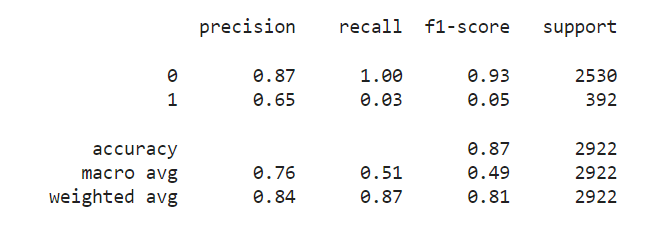 precision recall f1-score support
0 0.87 1.00 0.93 2530
1 0.65 0.03 0.05 392
accuracy 0.87 2922
macro avg 0.76 0.51 0.49 2922
weighted avg 0.84 0.87 0.81 2922